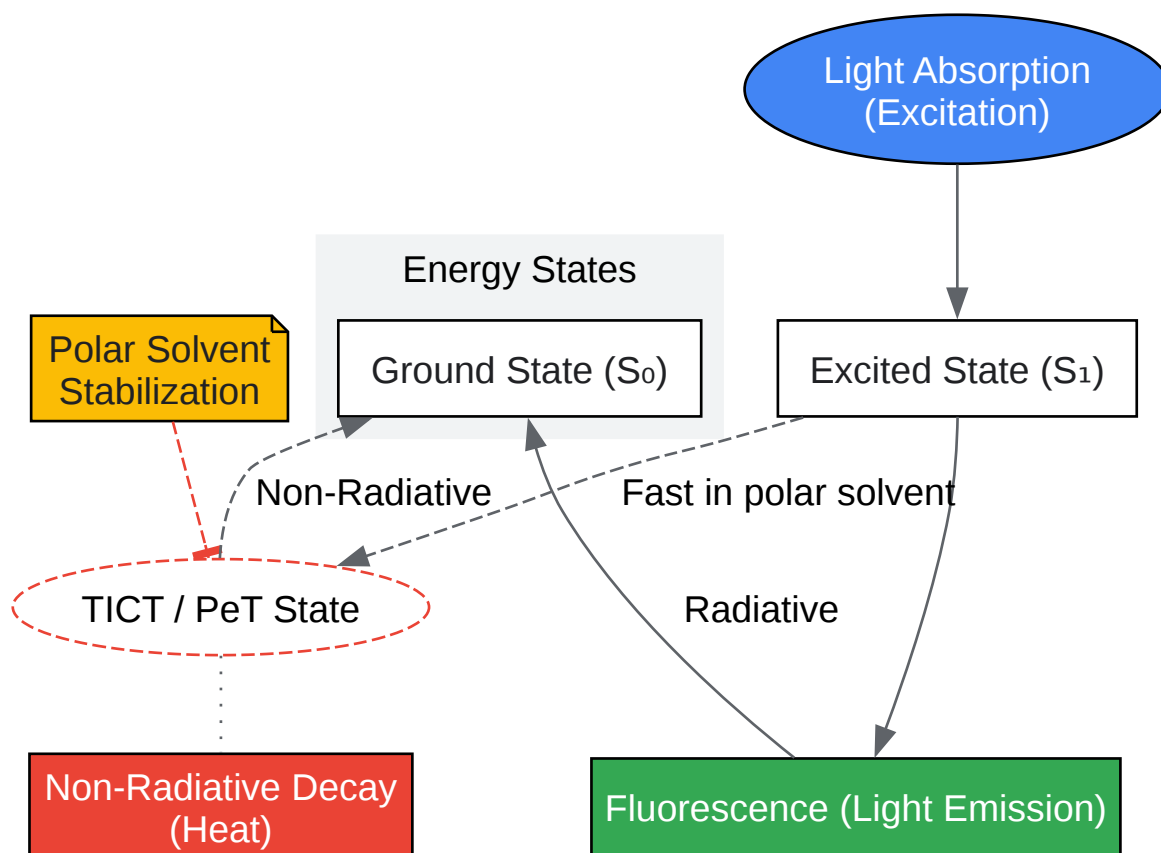 Light Absorption
(Excitation)
Energy States
Polar Solvent
Stabilization
Ground State (S₀)
Excited State (S₁)
Non-Radiative
Fast in polar solvent
TICT / PeT State
Radiative
Non-Radiative Decay
(Heat)
Fluorescence (Light Emission)